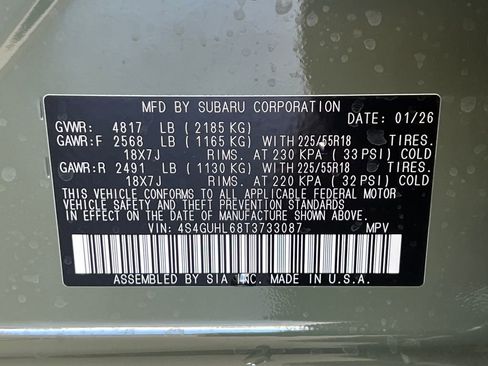 MFD BY SUBARU CORPORATION
DATE: 01/26
GVWR: 4817 LB ( 2185 KG)
GAWR:F 2568 LB ( 1165 KG) WITH 225/55R18 TIRES.
18X7J RIMS. AT 230 KPA ( 33 PSI) COLD
GAWR:R 2491 LB ( 1130 KG) WITH 225/55R18 TIRES.
18X7J RIMS. AT 220 KPA ( 32 PSI) COLD
THIS VEHICLE CONFORMS TO ALL APPLICABLE FEDERAL MOTOR
VEHICLE SAFETY AND THEFT PREVENTION STANDARDS
IN EFFECT ON THE DATE OF MANUFACTURE SHOWN ABOVE.
VIN: 4S4GUHL68T3733087 MPV
ASSEMBLED BY SIA INC. MADE IN U.S.A.